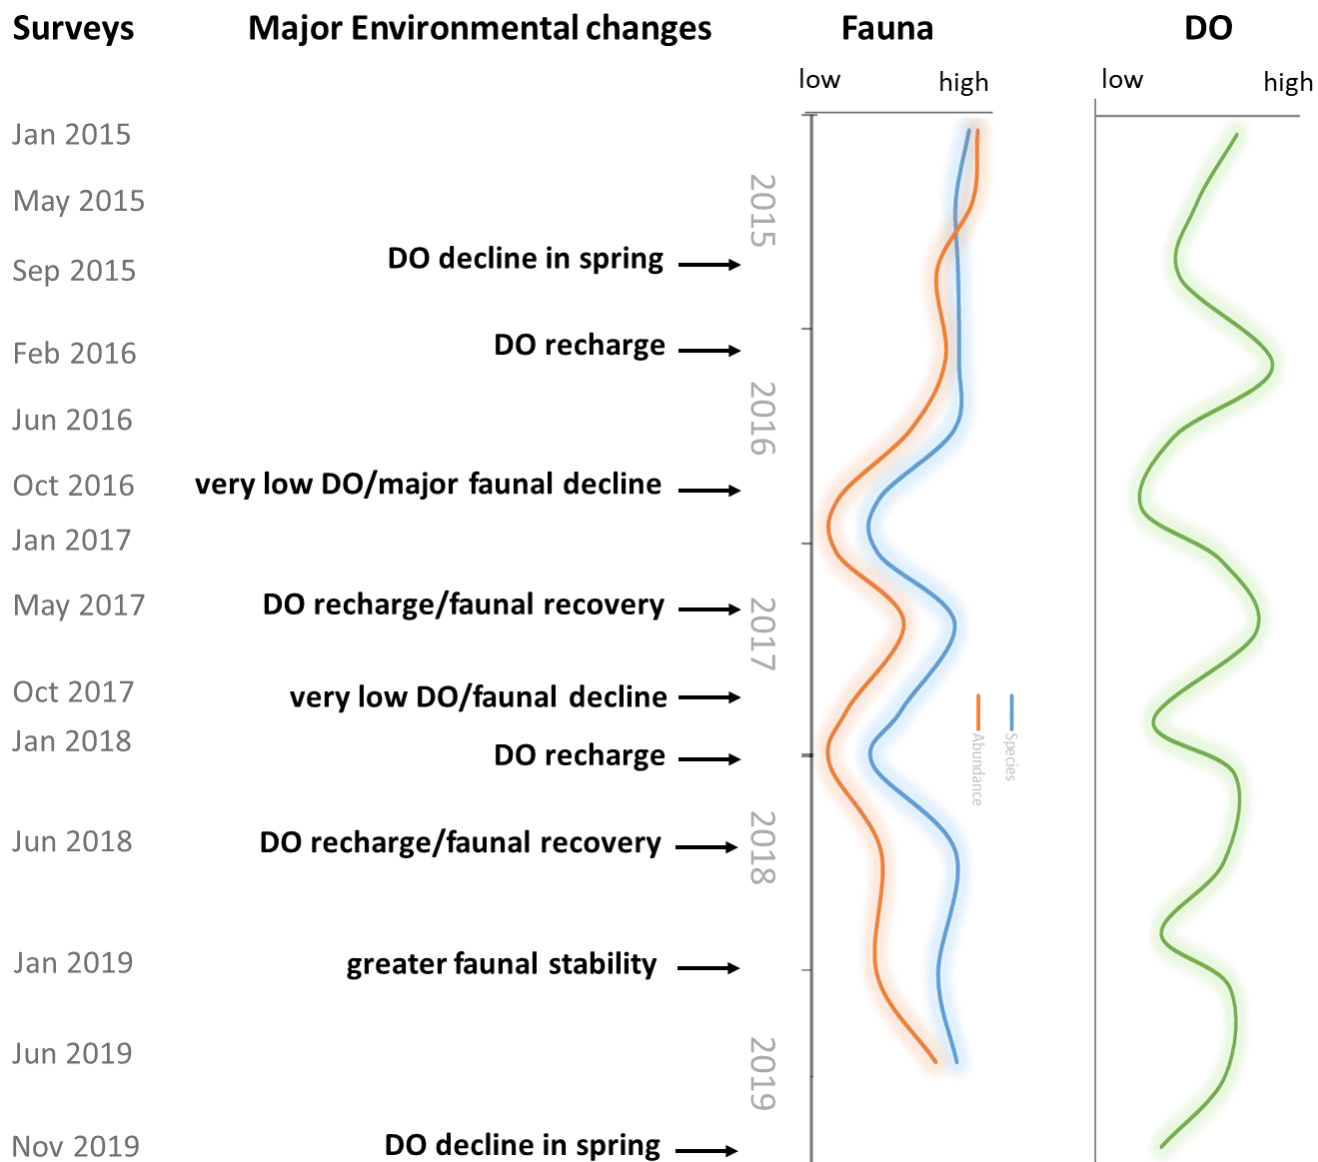 Surveys Major Environmental changes Fauna DO
low high low high
Jan 2015
May 2015
2015
Sep 2015 DO decline in spring
Feb 2016 DO recharge
Jun 2016
2016
Oct 2016 very low DO/major faunal decline
Jan 2017
May 2017 DO recharge/faunal recovery
2017
Oct 2017 very low DO/faunal decline
Jan 2018 DO recharge
Species
Abundance
Jun 2018 DO recharge/faunal recovery
2018
Jan 2019 greater faunal stability
Jun 2019
2019
Nov 2019 DO decline in spring